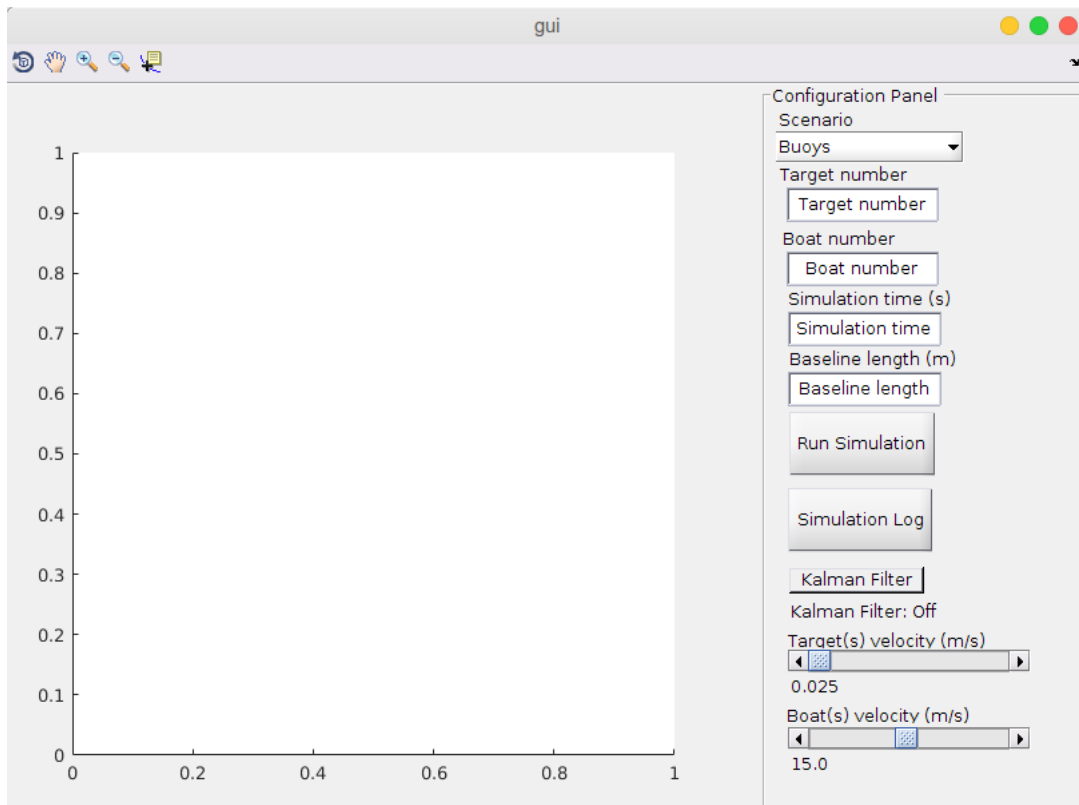 gui
Configuration Panel
Scenario
Buoys
Target number
Target number
Boat number
Boat number
Simulation time (s)
Simulation time
Baseline length (m)
Baseline length
Run Simulation
Simulation Log
Kalman Filter
Kalman Filter: Off
Target(s) velocity (m/s)
0.025
Boat(s) velocity (m/s)
15.0
1
0.9
0.8
0.7
0.6
0.5
0.4
0.3
0.2
0.1
0
0 0.2 0.4 0.6 0.8 1